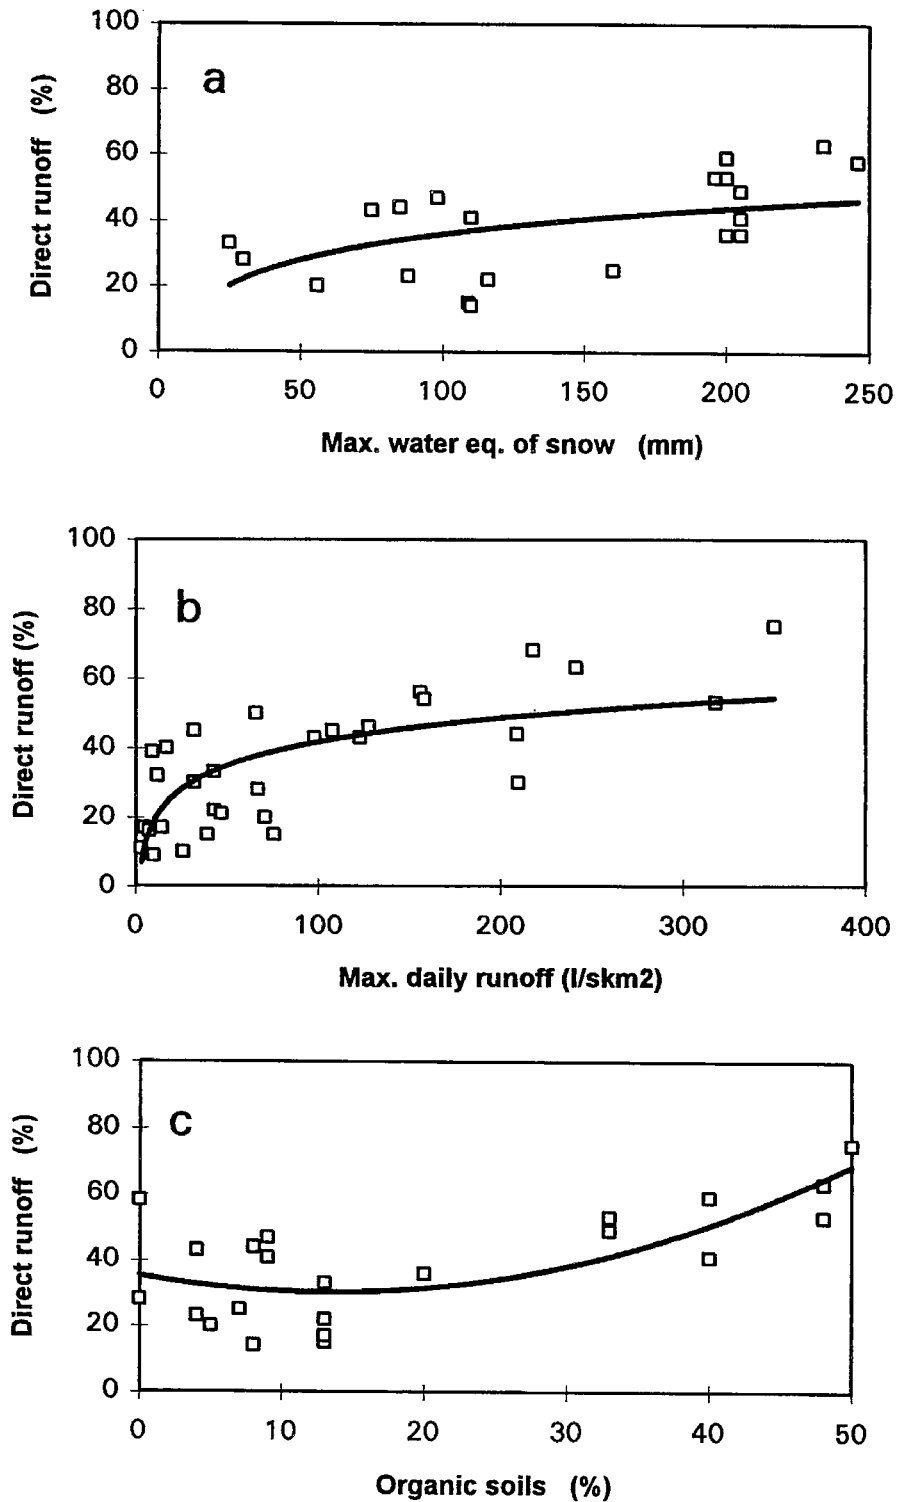 100
a
80
60
40
20
0
Direct runoff (%)
0 50 100 150 200 250
Max. water eq. of snow (mm)
100
b
80
60
40
20
0
Direct runoff (%)
0 100 200 300 400
Max. daily runoff (l/skm2)
100
c
80
60
40
20
0
Direct runoff (%)
0 10 20 30 40 50
Organic soils (%)